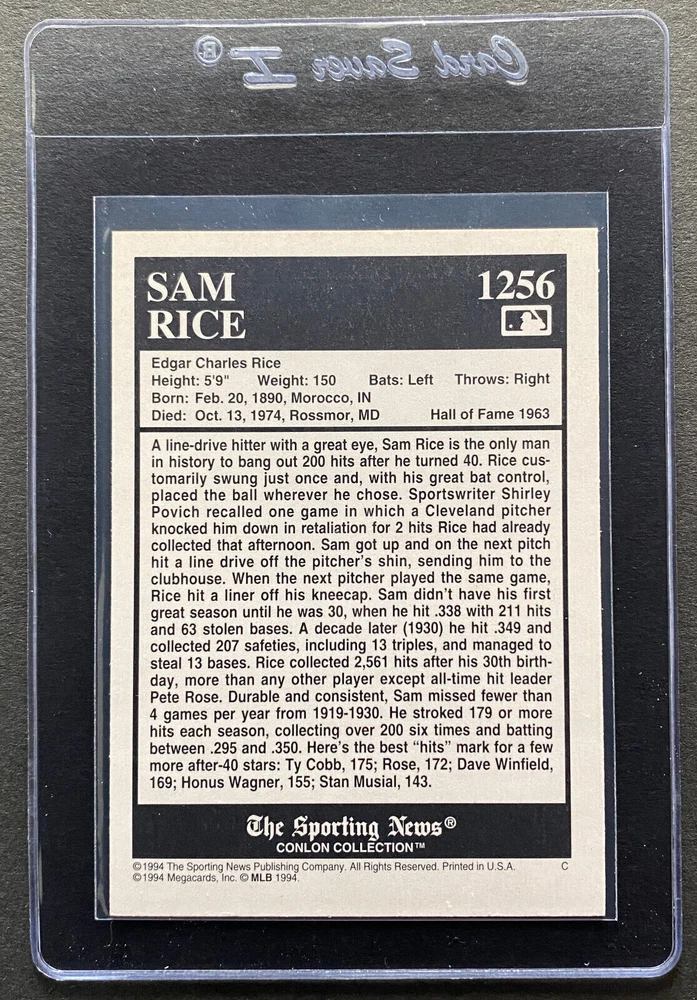 Card Saver I®
SAM 1256
RICE
Edgar Charles Rice
Height: 5'9" Weight: 150 Bats: Left Throws: Right
Born: Feb. 20, 1890, Morocco, IN
Died: Oct. 13, 1974, Rossmor, MD Hall of Fame 1963
A line-drive hitter with a great eye, Sam Rice is the only man
in history to bang out 200 hits after he turned 40. Rice cus-
tomarily swung just once and, with his great bat control,
placed the ball wherever he chose. Sportswriter Shirley
Povich recalled one game in which a Cleveland pitcher
knocked him down in retaliation for 2 hits Rice had already
collected that afternoon. Sam got up and on the next pitch
hit a line drive off the pitcher's shin, sending him to the
clubhouse. When the next pitcher played the same game,
Rice hit a liner off his kneecap. Sam didn't have his first
great season until he was 30, when he hit .338 with 211 hits
and 63 stolen bases. A decade later (1930) he hit .349 and
collected 207 safeties, including 13 triples, and managed to
steal 13 bases. Rice collected 2,561 hits after his 30th birth-
day, more than any other player except all-time hit leader
Pete Rose. Durable and consistent, Sam missed fewer than
4 games per year from 1919-1930. He stroked 179 or more
hits each season, collecting over 200 six times and batting
between .295 and .350. Here's the best “hits” mark for a few
more after-40 stars: Ty Cobb, 175; Rose, 172; Dave Winfield,
169; Honus Wagner, 155; Stan Musial, 143.
The Sporting News®
CONLON COLLECTION™
©1994 The Sporting News Publishing Company. All Rights Reserved. Printed in U.S.A. C
©1994 Megacards, Inc. © MLB 1994.